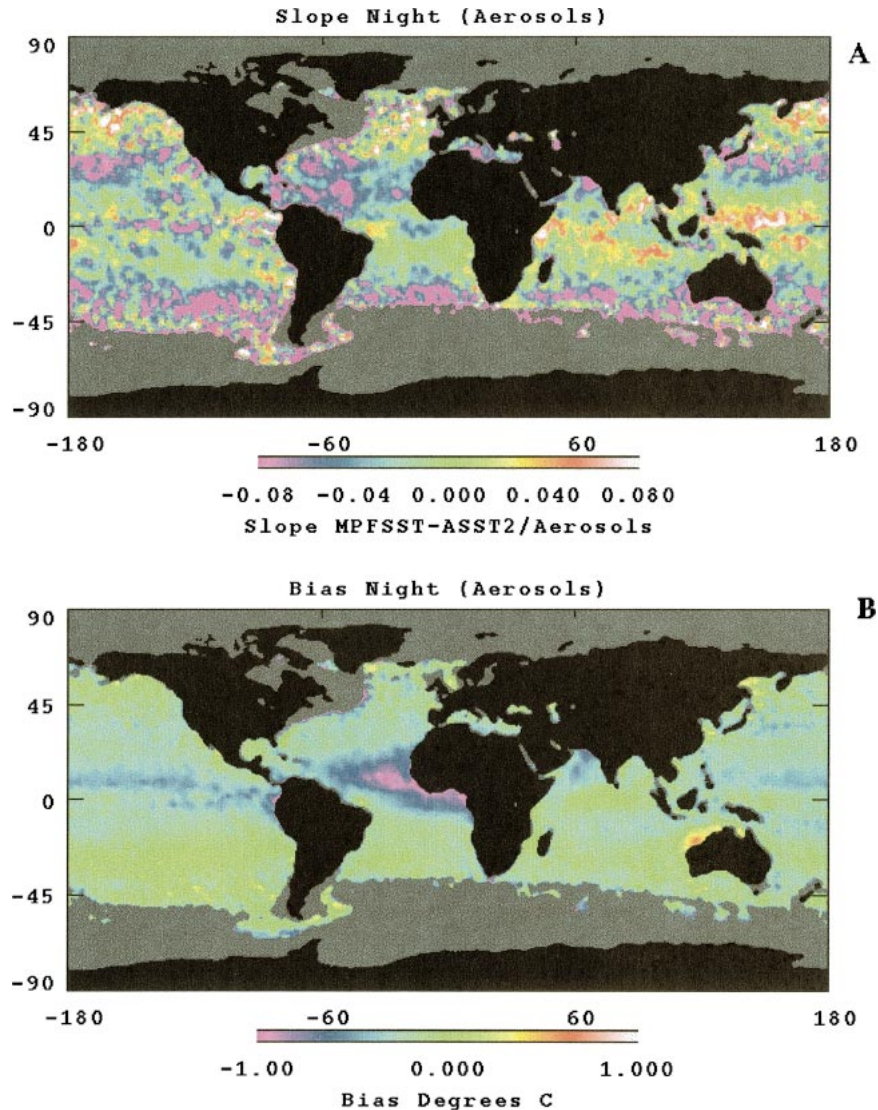 Slope Night (Aerosols)
A
90
45
0
-45
-90
-180 -60 60 180
-0.08 -0.04 0.000 0.040 0.080
Slope MPFSST-ASST2/Aerosols
Bias Night (Aerosols)
B
90
45
0
-45
-90
-180 -60 60 180
-1.00 0.000 1.000
Bias Degrees C